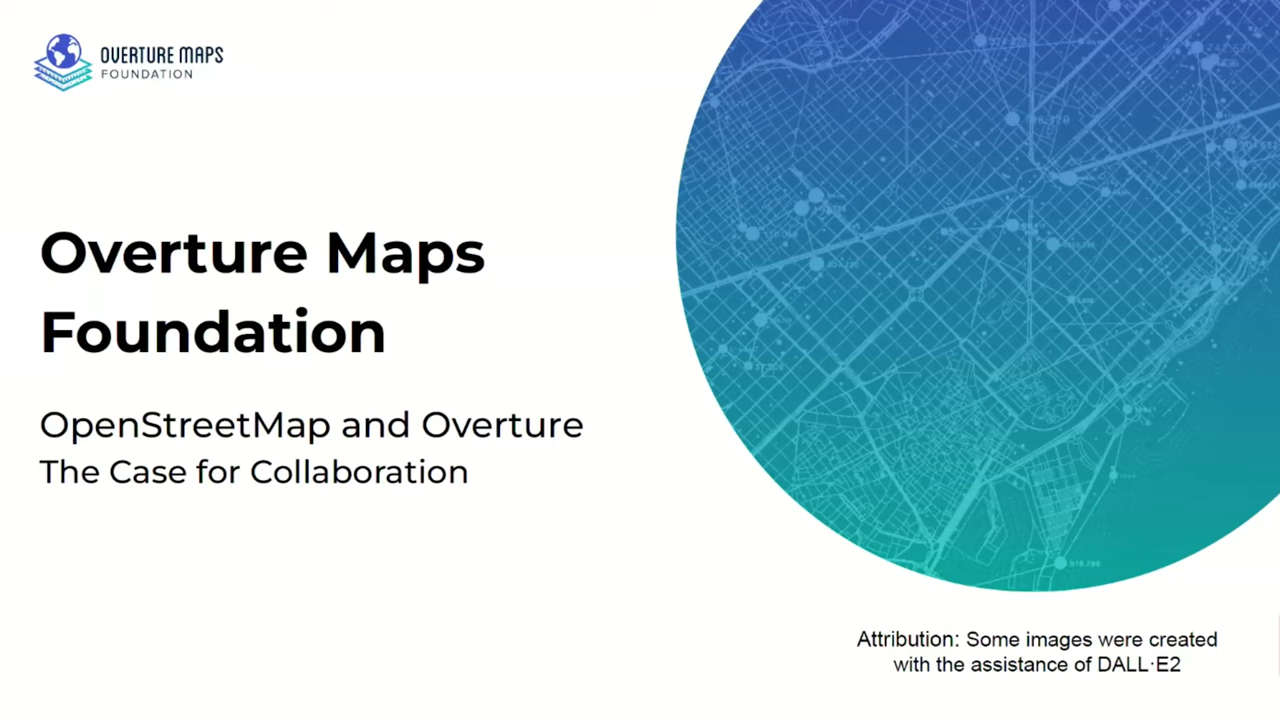 OVERTURE MAPS
FOUNDATION
Overture Maps
Foundation
OpenStreetMap and Overture
The Case for Collaboration
Attribution: Some images were created
with the assistance of DALL·E2